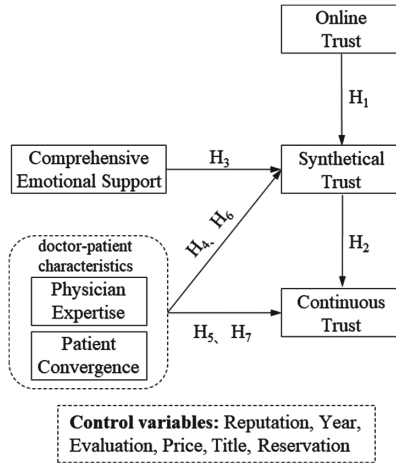 Online
Trust
H1
Comprehensive
Emotional Support
H3
Synthetical
Trust
H4、H6
H2
doctor-patient
characteristics
Physician
Expertise
Patient
Convergence
H5、H7
Continuous
Trust
Control variables: Reputation, Year,
Evaluation, Price, Title, Reservation